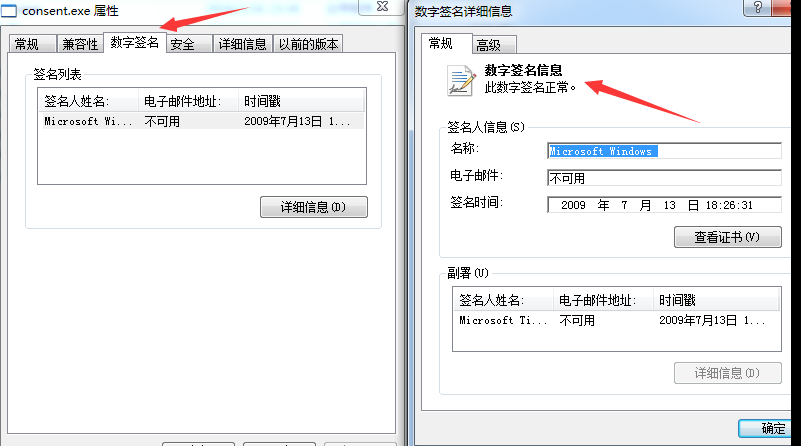 consent.exe 属性
常规 兼容性 数字签名 安全 详细信息 以前的版本
签名列表
签名人姓名: 电子邮件地址: 时间戳
Microsoft Wi... 不可用 2009年7月13日 1...
详细信息(D)
数字签名详细信息
常规 高级
数字签名信息
此数字签名正常。
签名人信息(S)
名称: Microsoft Windows
电子邮件: 不可用
签名时间: 2009 年 7 月 13 日 18:26:31
查看证书(V)
副署(U)
签名人姓名: 电子邮件地址: 时间戳
Microsoft Ti... 不可用 2009年7月13日 1...
详细信息(D)
确定